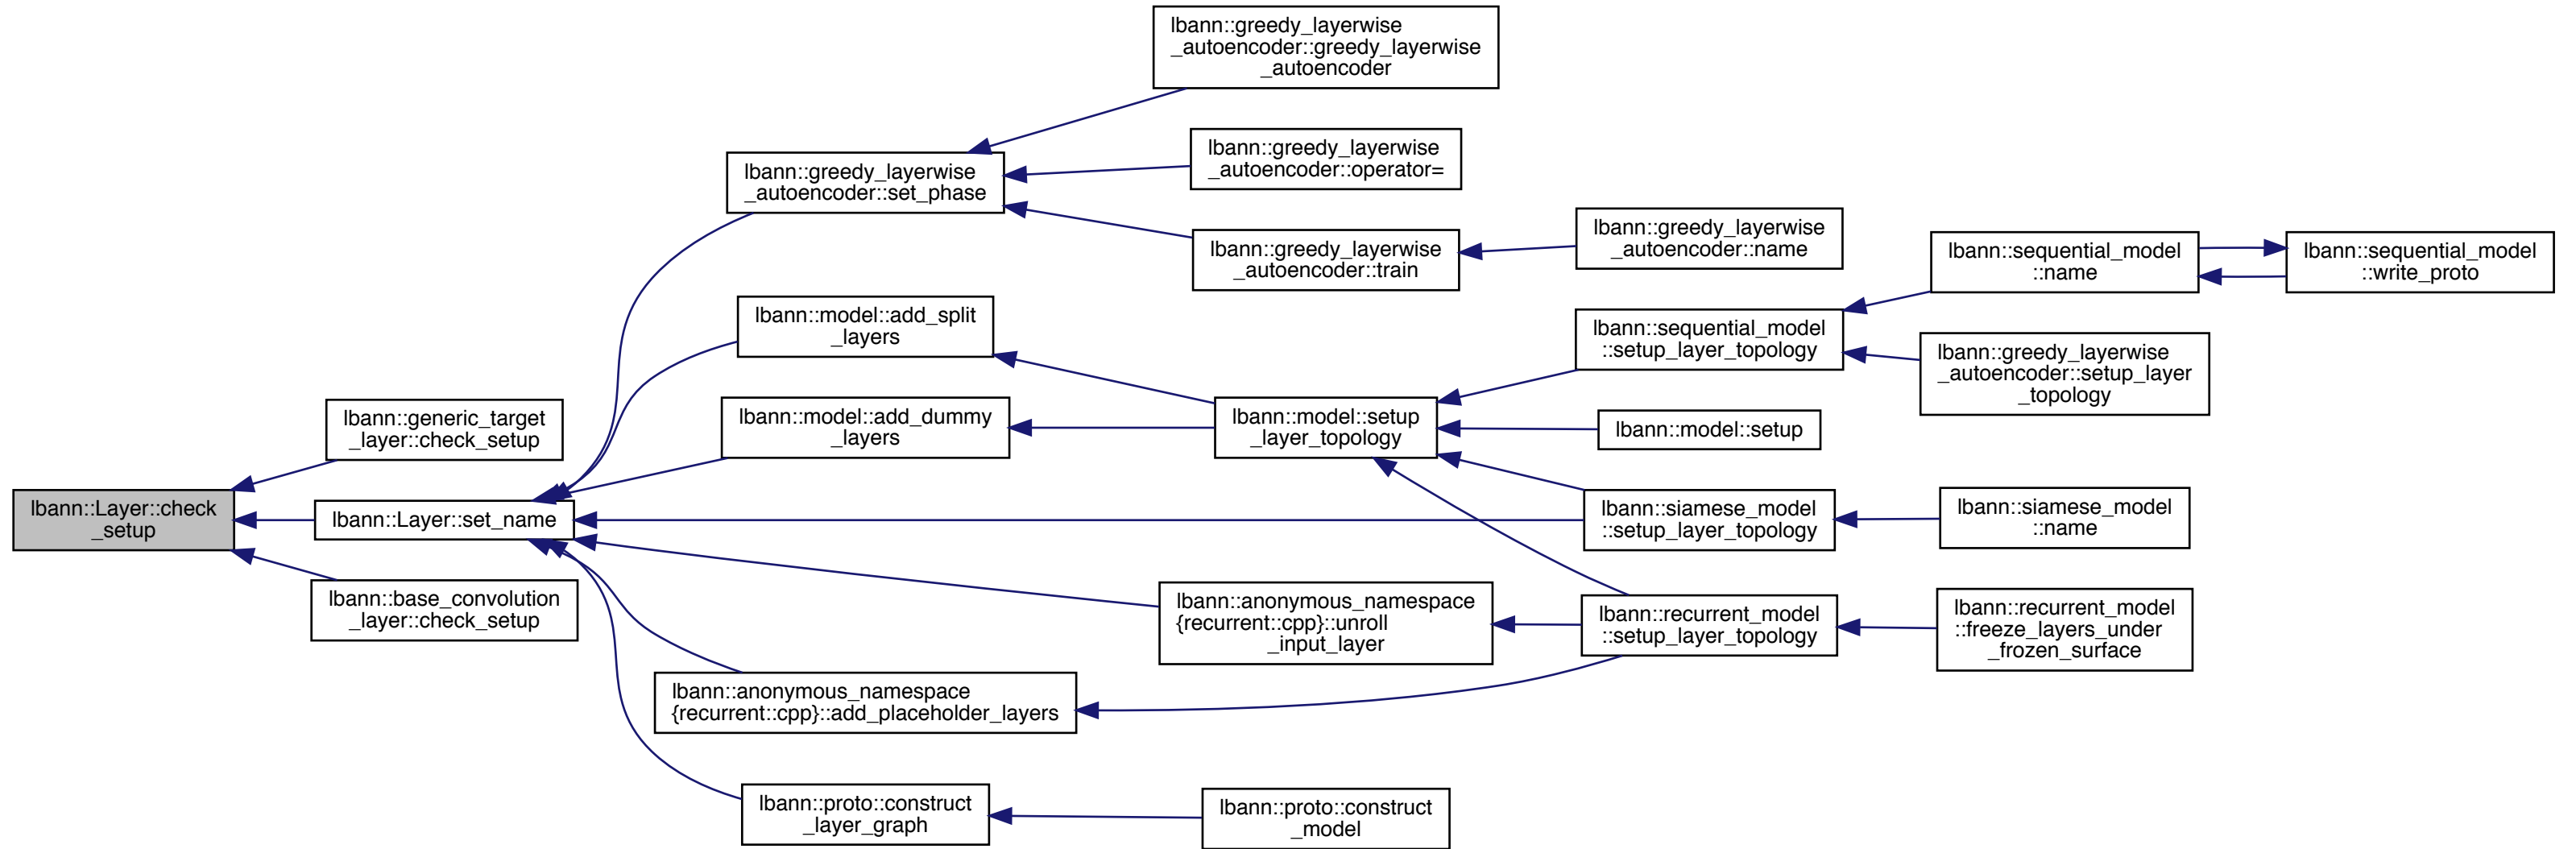 lbann::Layer::check
_setup
lbann::generic_target
_layer::check_setup
lbann::Layer::set_name
lbann::base_convolution
_layer::check_setup
lbann::greedy_layerwise
_autoencoder::set_phase
lbann::model::add_split
_layers
lbann::model::add_dummy
_layers
lbann::anonymous_namespace
{recurrent::cpp}::add_placeholder_layers
lbann::proto::construct
_layer_graph
lbann::greedy_layerwise
_autoencoder::greedy_layerwise
_autoencoder
lbann::greedy_layerwise
_autoencoder::operator=
lbann::greedy_layerwise
_autoencoder::train
lbann::model::setup
_layer_topology
lbann::anonymous_namespace
{recurrent::cpp}::unroll
_input_layer
lbann::proto::construct
_model
lbann::greedy_layerwise
_autoencoder::name
lbann::sequential_model
::setup_layer_topology
lbann::model::setup
lbann::siamese_model
::setup_layer_topology
lbann::recurrent_model
::setup_layer_topology
lbann::sequential_model
::name
lbann::greedy_layerwise
_autoencoder::setup_layer
_topology
lbann::siamese_model
::name
lbann::recurrent_model
::freeze_layers_under
_frozen_surface
lbann::sequential_model
::write_proto